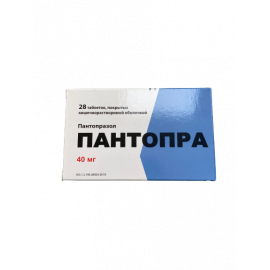 28 таблеток, покрытых
кишечнорастворимой оболочкой
Пантопразол
ПАНТОПРА
40 мг